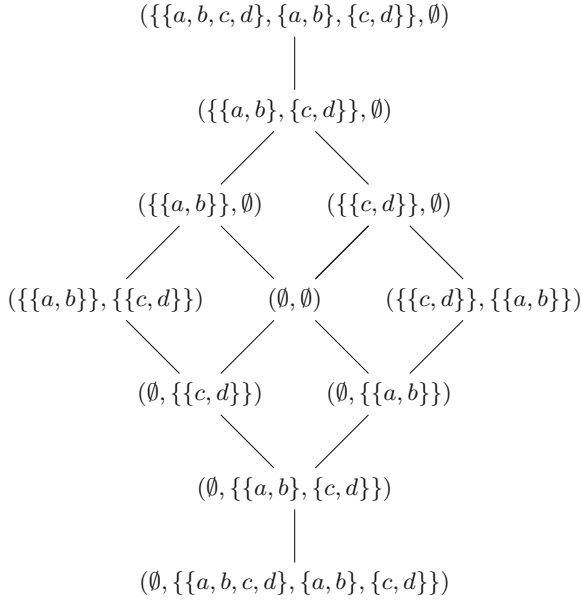 ({{a, b, c, d}, {a, b}, {c, d}}, ∅)
({{a, b}, {c, d}}, ∅)
({{a, b}}, ∅) ({{c, d}}, ∅)
({{a, b}}, {{c, d}}) (∅, ∅) ({{c, d}}, {{a, b}})
(∅, {{c, d}}) (∅, {{a, b}})
(∅, {{a, b}, {c, d}})
(∅, {{a, b, c, d}, {a, b}, {c, d}})